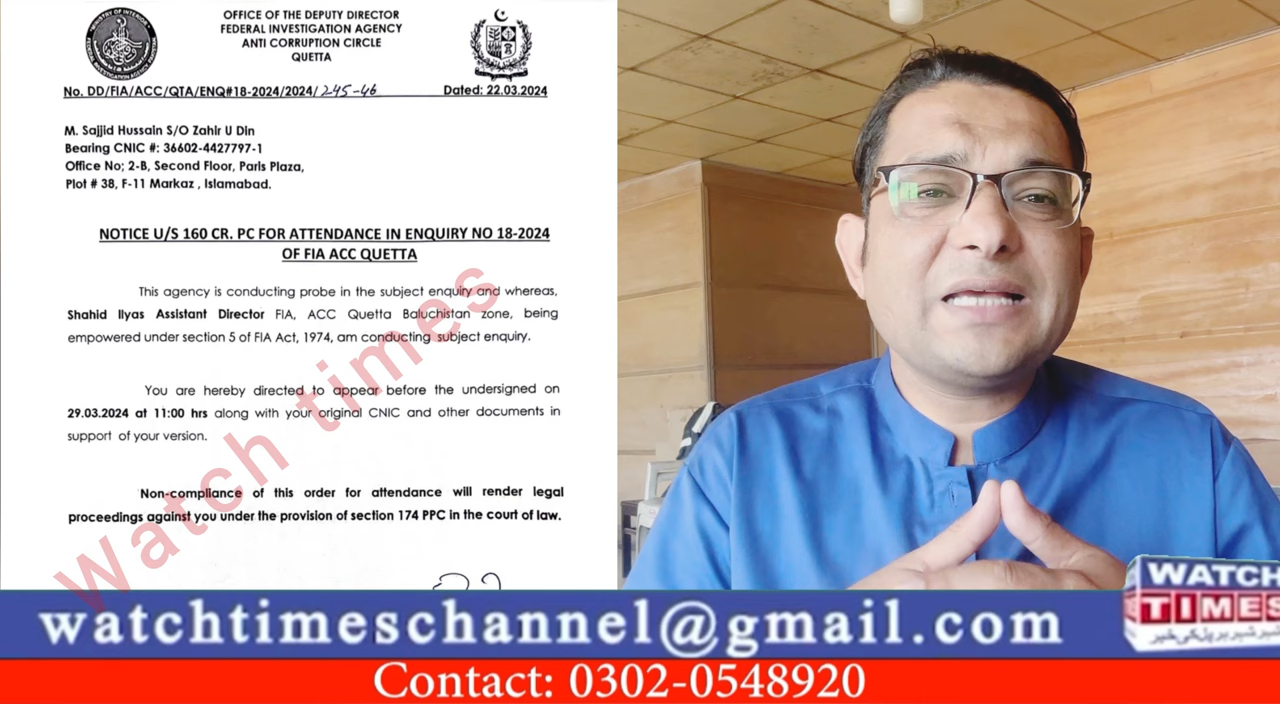 OFFICE OF THE DEPUTY DIRECTOR
FEDERAL INVESTIGATION AGENCY
ANTI CORRUPTION CIRCLE
QUETTA
No. DD/FIA/ACC/QTA/ENQ#18-2024/2024/ 245-46 Dated: 22.03.2024
M. Sajjid Hussain S/O Zahir U Din
Bearing CNIC #: 36602-4427797-1
Office No; 2-B, Second Floor, Paris Plaza,
Plot # 38, F-11 Markaz , Islamabad.
NOTICE U/S 160 CR. PC FOR ATTENDANCE IN ENQUIRY NO 18-2024
OF FIA ACC QUETTA
This agency is conducting probe in the subject enquiry and whereas,
Shahid Ilyas Assistant Director FIA, ACC Quetta Baluchistan zone, being
empowered under section 5 of FIA Act, 1974, am conducting subject enquiry.
You are hereby directed to appear before the undersigned on
29.03.2024 at 11:00 hrs along with your original CNIC and other documents in
support of your version.
Non-compliance of this order for attendance will render legal
proceedings against you under the provision of section 174 PPC in the court of law.
Watch times
WATCH
TIMES
watchtimeschannel@gmail.com
Contact: 0302-0548920